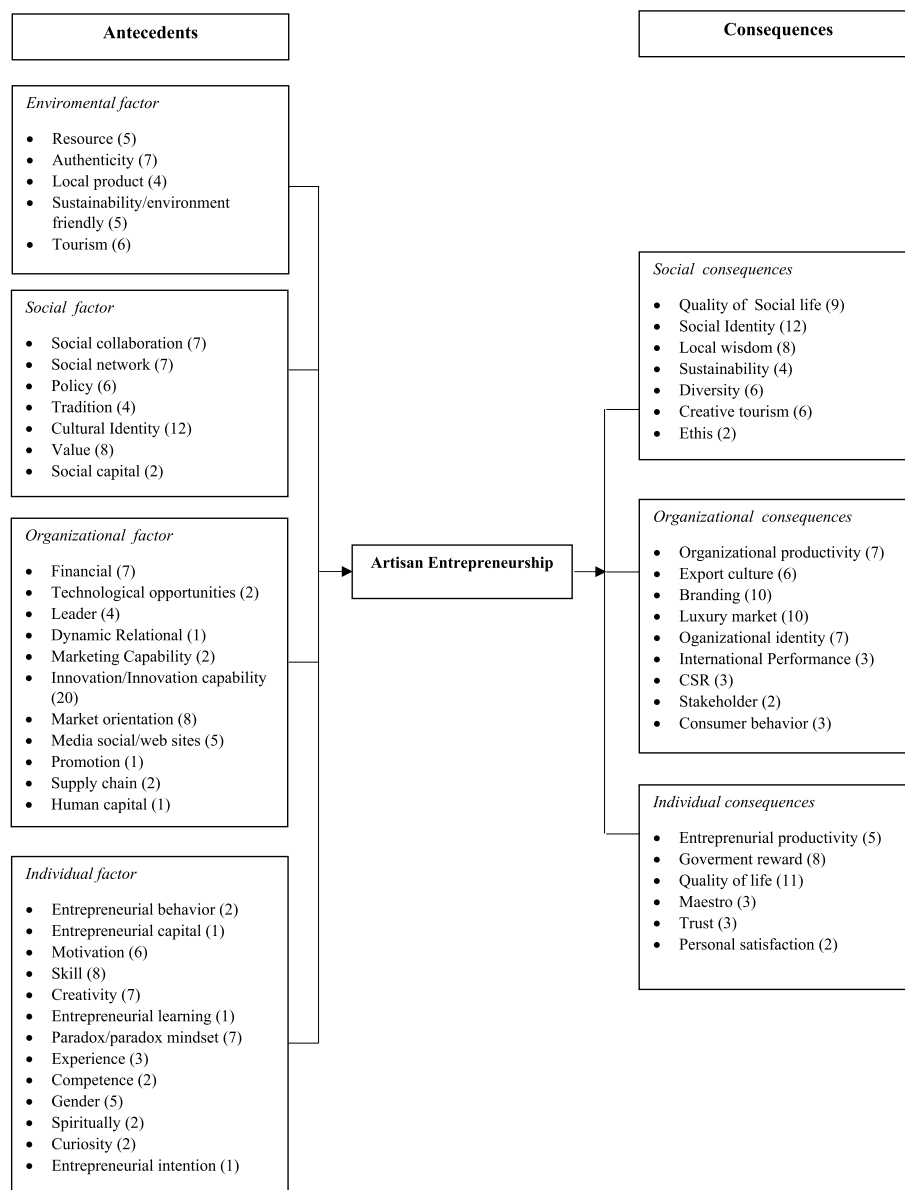 Antecedents
Enviromental factor
• Resource (5)
• Authenticity (7)
• Local product (4)
• Sustainability/environment
friendly (5)
• Tourism (6)
Social factor
• Social collaboration (7)
• Social network (7)
• Policy (6)
• Tradition (4)
• Cultural Identity (12)
• Value (8)
• Social capital (2)
Organizational factor
• Financial (7)
• Technological opportunities (2)
• Leader (4)
• Dynamic Relational (1)
• Marketing Capability (2)
• Innovation/Innovation capability
(20)
• Market orientation (8)
• Media social/web sites (5)
• Promotion (1)
• Supply chain (2)
• Human capital (1)
Individual factor
• Entrepreneurial behavior (2)
• Entrepreneurial capital (1)
• Motivation (6)
• Skill (8)
• Creativity (7)
• Entrepreneurial learning (1)
• Paradox/paradox mindset (7)
• Experience (3)
• Competence (2)
• Gender (5)
• Spiritually (2)
• Curiosity (2)
• Entrepreneurial intention (1)
Artisan Entrepreneurship
Consequences
Social consequences
• Quality of Social life (9)
• Social Identity (12)
• Local wisdom (8)
• Sustainability (4)
• Diversity (6)
• Creative tourism (6)
• Ethis (2)
Organizational consequences
• Organizational productivity (7)
• Export culture (6)
• Branding (10)
• Luxury market (10)
• Oganizational identity (7)
• International Performance (3)
• CSR (3)
• Stakeholder (2)
• Consumer behavior (3)
Individual consequences
• Entreprenurial productivity (5)
• Goverment reward (8)
• Quality of life (11)
• Maestro (3)
• Trust (3)
• Personal satisfaction (2)